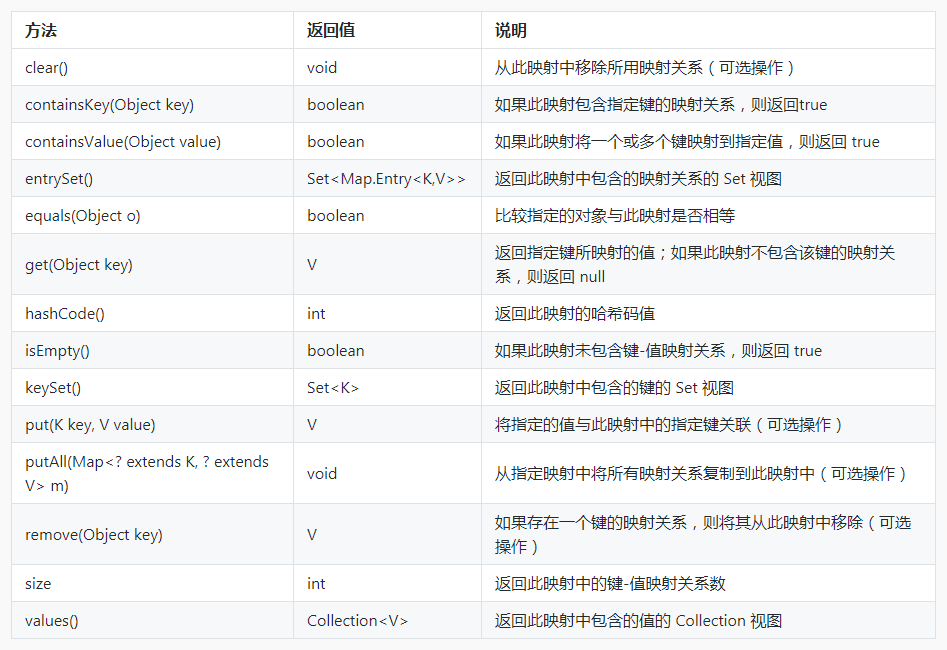 方法 返回值 说明
clear() void 从此映射中移除所用映射关系（可选操作）
containsKey(Object key) boolean 如果此映射包含指定键的映射关系，则返回true
containsValue(Object value) boolean 如果此映射将一个或多个键映射到指定值，则返回 true
entrySet() Set<Map.Entry<K,V>> 返回此映射中包含的映射关系的 Set 视图
equals(Object o) boolean 比较指定的对象与此映射是否相等
get(Object key) V 返回指定键所映射的值；如果此映射不包含该键的映射关
系，则返回 null
hashCode() int 返回此映射的哈希码值
isEmpty() boolean 如果此映射未包含键-值映射关系，则返回 true
keySet() Set<K> 返回此映射中包含的键的 Set 视图
put(K key, V value) V 将指定的值与此映射中的指定键关联（可选操作）
putAll(Map<? extends K, ? extends
V> m) void 从指定映射中将所有映射关系复制到此映射中（可选操作）
remove(Object key) V 如果存在一个键的映射关系，则将其从此映射中移除（可选
操作）
size int 返回此映射中的键-值映射关系数
values() Collection<V> 返回此映射中包含的值的 Collection 视图